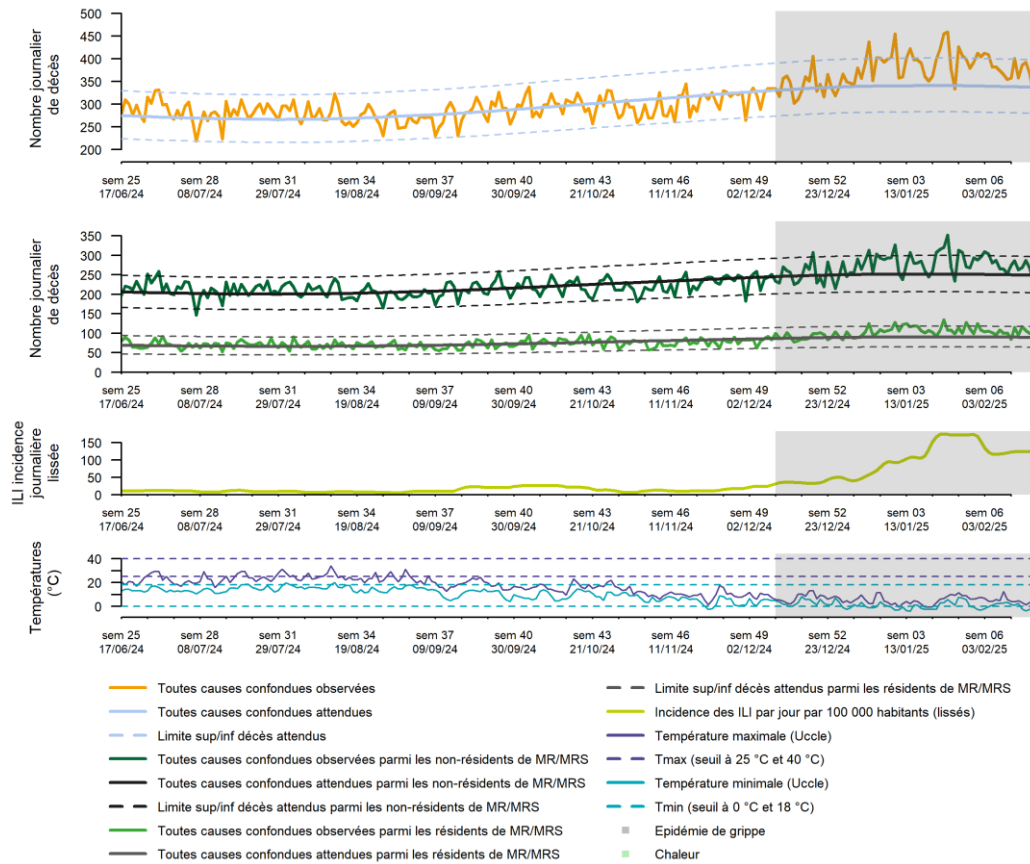 Nombre journalier
de décès
500
450
400
350
300
250
200
sem 25 sem 28 sem 31 sem 34 sem 37 sem 40 sem 43 sem 46 sem 49 sem 52 sem 03 sem 06
17/06/24 08/07/24 29/07/24 19/08/24 09/09/24 30/09/24 21/10/24 11/11/24 02/12/24 23/12/24 13/01/25 03/02/25
Nombre journalier
de décès
350
300
250
200
150
100
50
0
sem 25 sem 28 sem 31 sem 34 sem 37 sem 40 sem 43 sem 46 sem 49 sem 52 sem 03 sem 06
17/06/24 08/07/24 29/07/24 19/08/24 09/09/24 30/09/24 21/10/24 11/11/24 02/12/24 23/12/24 13/01/25 03/02/25
ILI incidence
journalière
lissée
150
100
50
0
sem 25 sem 28 sem 31 sem 34 sem 37 sem 40 sem 43 sem 46 sem 49 sem 52 sem 03 sem 06
17/06/24 08/07/24 29/07/24 19/08/24 09/09/24 30/09/24 21/10/24 11/11/24 02/12/24 23/12/24 13/01/25 03/02/25
Températures
(°C)
40
20
0
sem 25 sem 28 sem 31 sem 34 sem 37 sem 40 sem 43 sem 46 sem 49 sem 52 sem 03 sem 06
17/06/24 08/07/24 29/07/24 19/08/24 09/09/24 30/09/24 21/10/24 11/11/24 02/12/24 23/12/24 13/01/25 03/02/25
Toutes causes confondues observées
Toutes causes confondues attendues
Limite sup/inf décès attendus
Toutes causes confondues observées parmi les non-résidents de MR/MRS
Toutes causes confondues attendues parmi les non-résidents de MR/MRS
Limite sup/inf décès attendus parmi les non-résidents de MR/MRS
Toutes causes confondues observées parmi les résidents de MR/MRS
Toutes causes confondues attendues parmi les résidents de MR/MRS
Limite sup/inf décès attendus parmi les résidents de MR/MRS
Incidence des ILI par jour par 100 000 habitants (lissés)
Température maximale (Uccle)
Tmax (seuil à 25 °C et 40 °C)
Température minimale (Uccle)
Tmin (seuil à 0 °C et 18 °C)
Epidémie de grippe
Chaleur